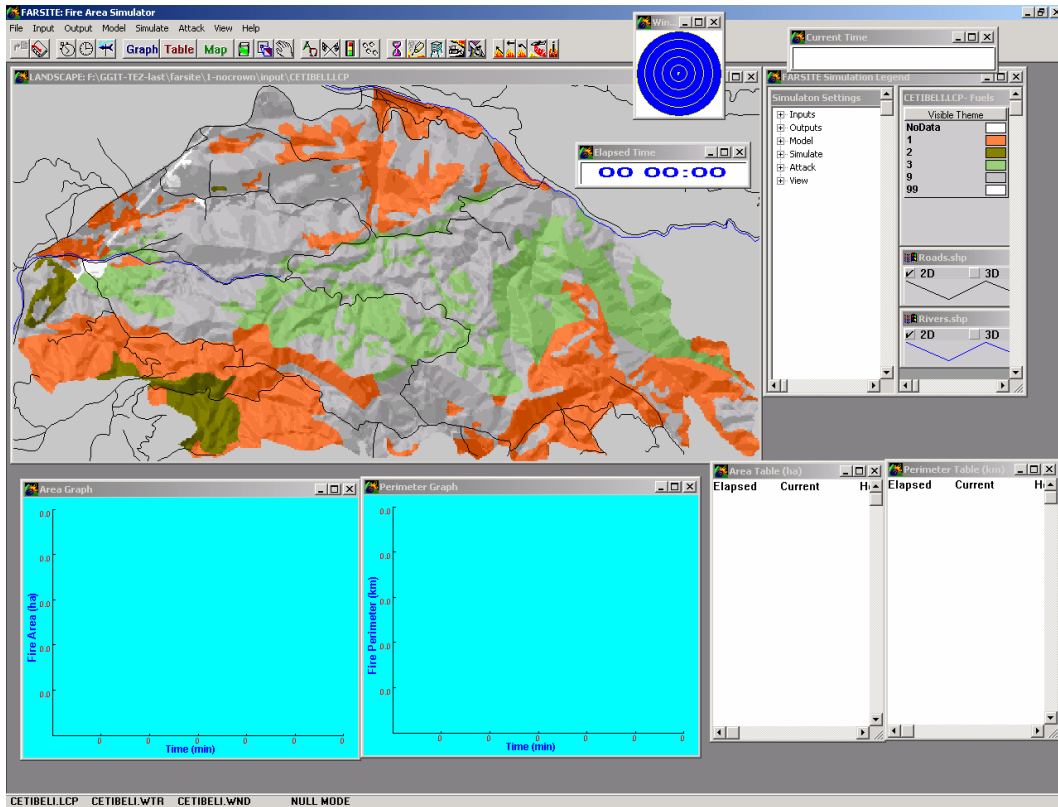 FARSITE: Fire Area Simulator
File Input Output Model Simulate Attack View Help
Graph Table Map
Win...
Current Time
LANDSCAPE: F:\GGIT-TEZ-last\farsite\1-nocrown\input\CETIBELI.LCP
Elapsed Time
00 00:00
FARSITE Simulation Legend
Simulaton Settings
Inputs
Outputs
Model
Simulate
Attack
View
CETIBELI.LCP- Fuels
Visible Theme
NoData
1
2
3
9
99
Roads.shp
2D 3D
Rivers.shp
2D 3D
Area Graph
Fire Area (ha)
0.0
0.0
0.0
0.0
0.0
0 0 0 0 0 0
Time (min)
Perimeter Graph
Fire Perimeter (km)
0.0
0.0
0.0
0.0
0.0
0 0 0 0 0 0
Time (min)
Area Table (ha)
Elapsed Current
Perimeter Table (km)
Elapsed Current
CETIBELI.LCP CETIBELI.WTR CETIBELI.WND NULL MODE